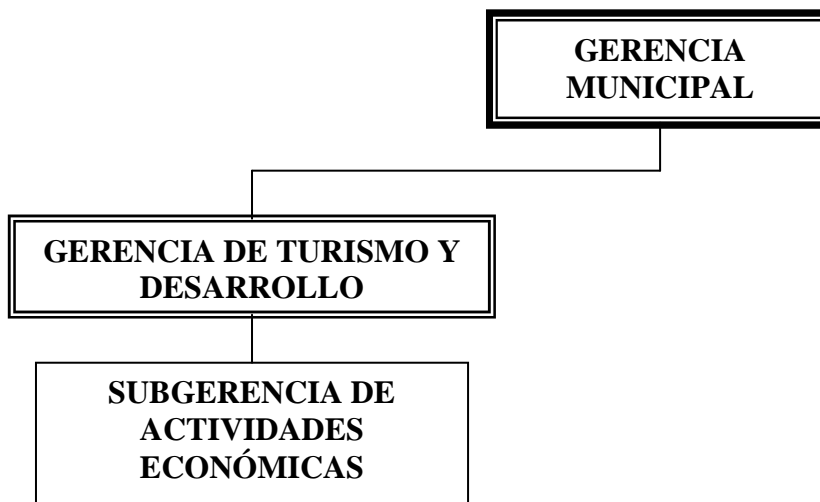 GERENCIA
MUNICIPAL
GERENCIA DE TURISMO Y
DESARROLLO
SUBGERENCIA DE
ACTIVIDADES
ECONÓMICAS